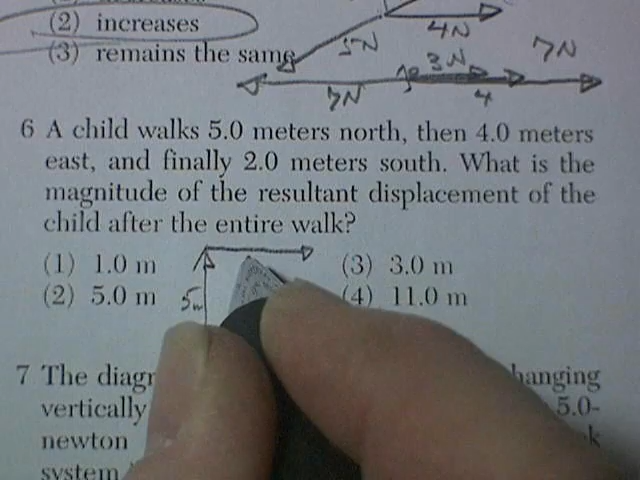 (2) increases
4N
(3) remains the same
5N
3N
7N
7N
4
6 A child walks 5.0 meters north, then 4.0 meters
east, and finally 2.0 meters south. What is the
magnitude of the resultant displacement of the
child after the entire walk?
(1) 1.0 m
(3) 3.0 m
(2) 5.0 m
5m
(4) 11.0 m
7 The
hanging
vertically
5.0-
newton
system